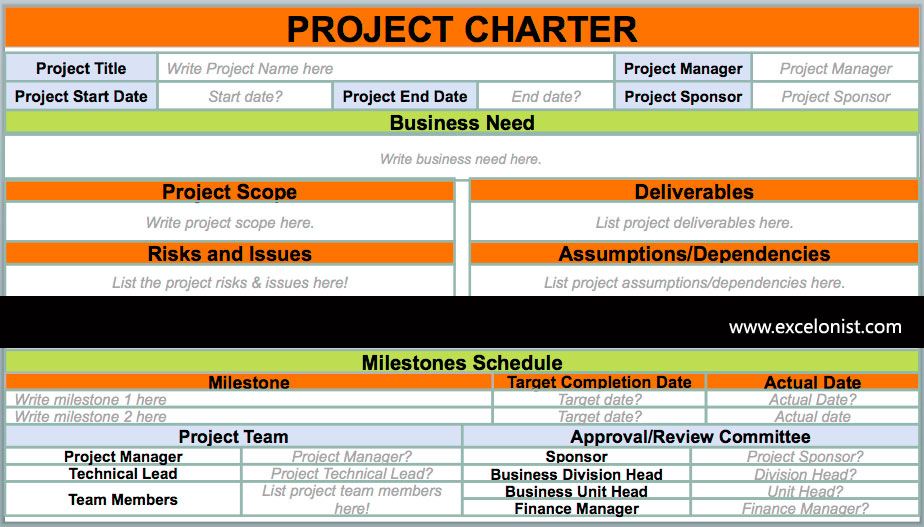 PROJECT CHARTER
Project Title Write Project Name here Project Manager Project Manager
Project Start Date Start date? Project End Date End date? Project Sponsor Project Sponsor
Business Need
Write business need here.
Project Scope Deliverables
Write project scope here. List project deliverables here.
Risks and Issues Assumptions/Dependencies
List the project risks & issues here! List project assumptions/dependencies here.
www.excelonist.com
Milestones Schedule
Milestone Target Completion Date Actual Date
Write milestone 1 here Target date? Actual Date?
Write milestone 2 here Target date? Actual date
Project Team Approval/Review Committee
Project Manager Project Manager? Sponsor Project Sponsor?
Technical Lead Project Technical Lead? Business Division Head Division Head?
Team Members List project team members here! Business Unit Head Unit Head?
Finance Manager Finance Manager?